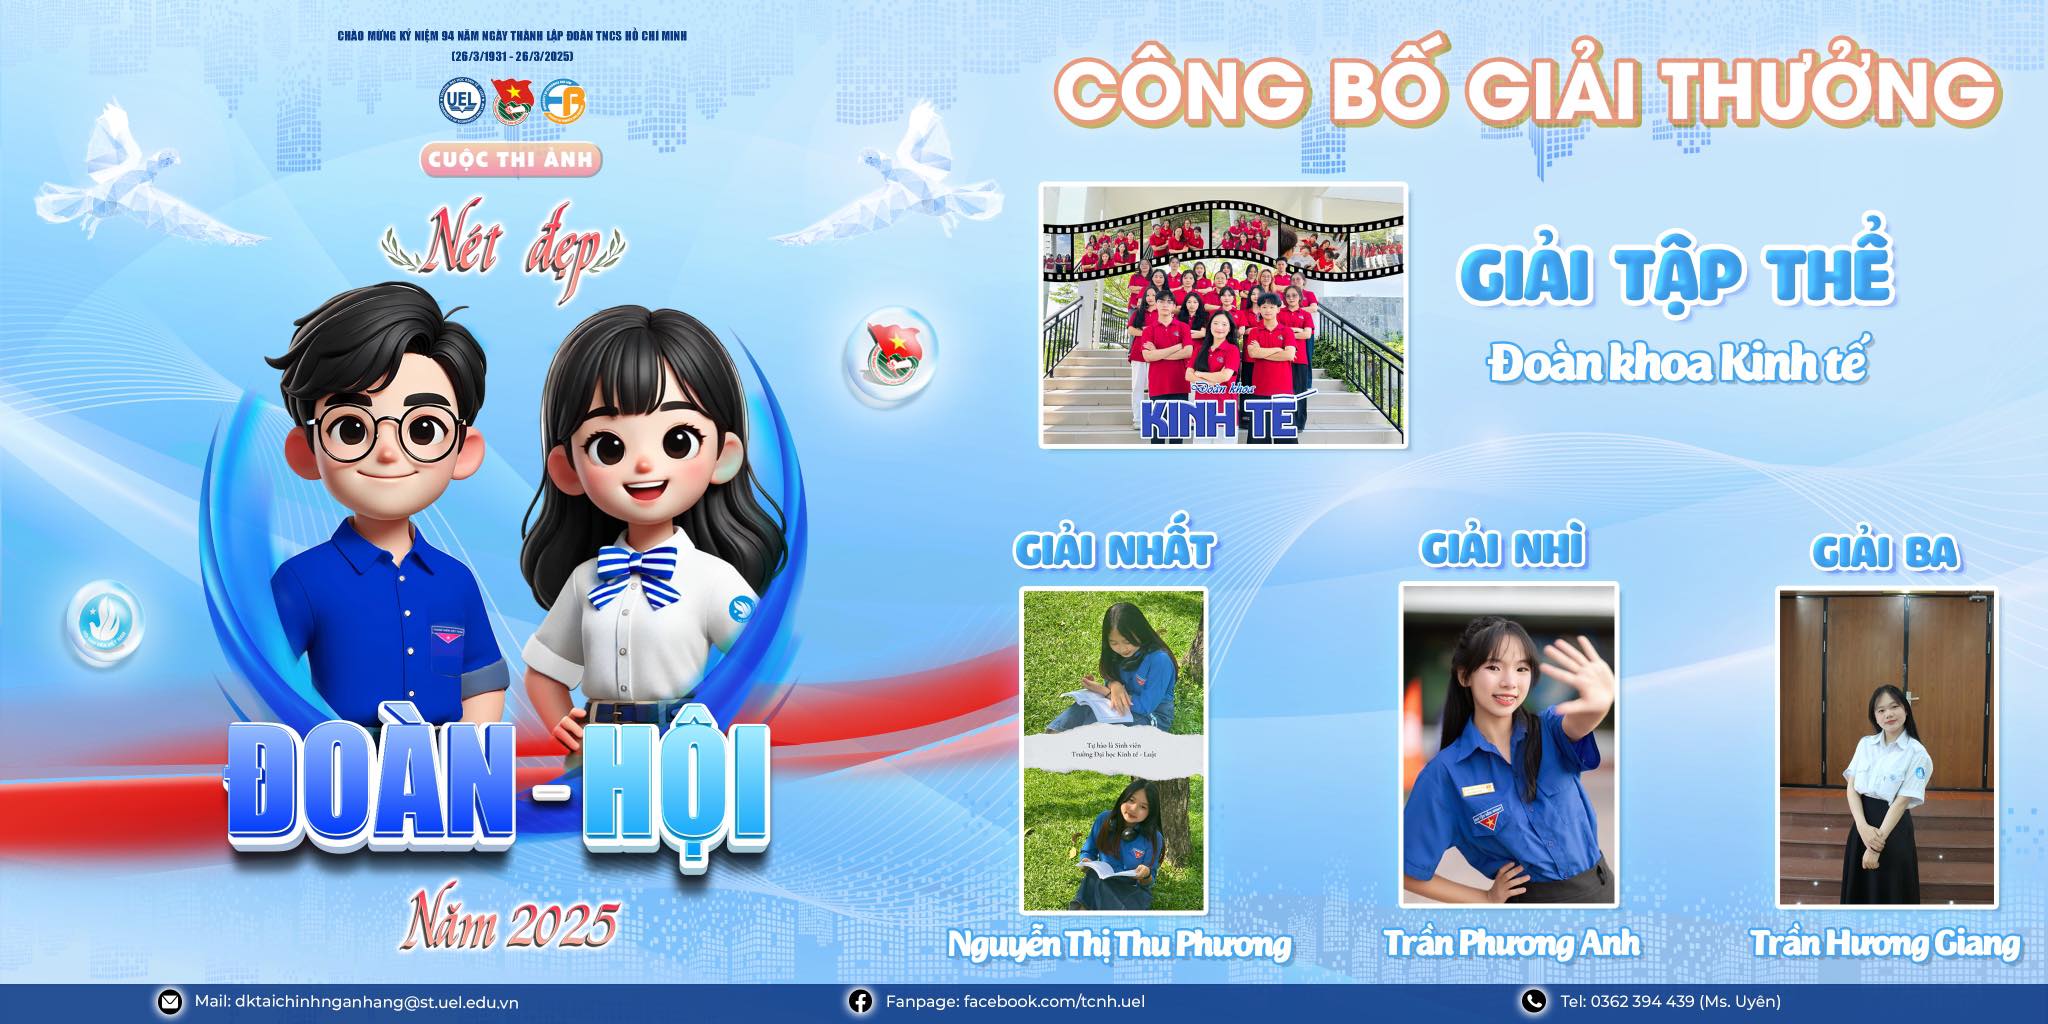 CHÀO MỪNG KỶ NIỆM 94 NĂM NGÀY THÀNH LẬP ĐOÀN TNCS HỒ CHÍ MINH
(26/3/1931 - 26/3/2025)
UEL
CUỘC THI ẢNH
Nét đẹp
ĐOÀN - HỘI
Năm 2025
CÔNG BỐ GIẢI THƯỞNG
Đoàn khoa
KINH TẾ
GIẢI TẬP THỂ
Đoàn khoa Kinh tế
GIẢI NHẤT
Tự hào là Sinh viên
Trường Đại học Kinh tế - Luật
Nguyễn Thị Thu Phương
GIẢI NHÌ
Trần Phương Anh
GIẢI BA
Trần Hương Giang
Mail: dktaichinhnganhang@st.uel.edu.vn
Fanpage: facebook.com/tcnh.uel
Tel: 0362 394 439 (Ms. Uyên)